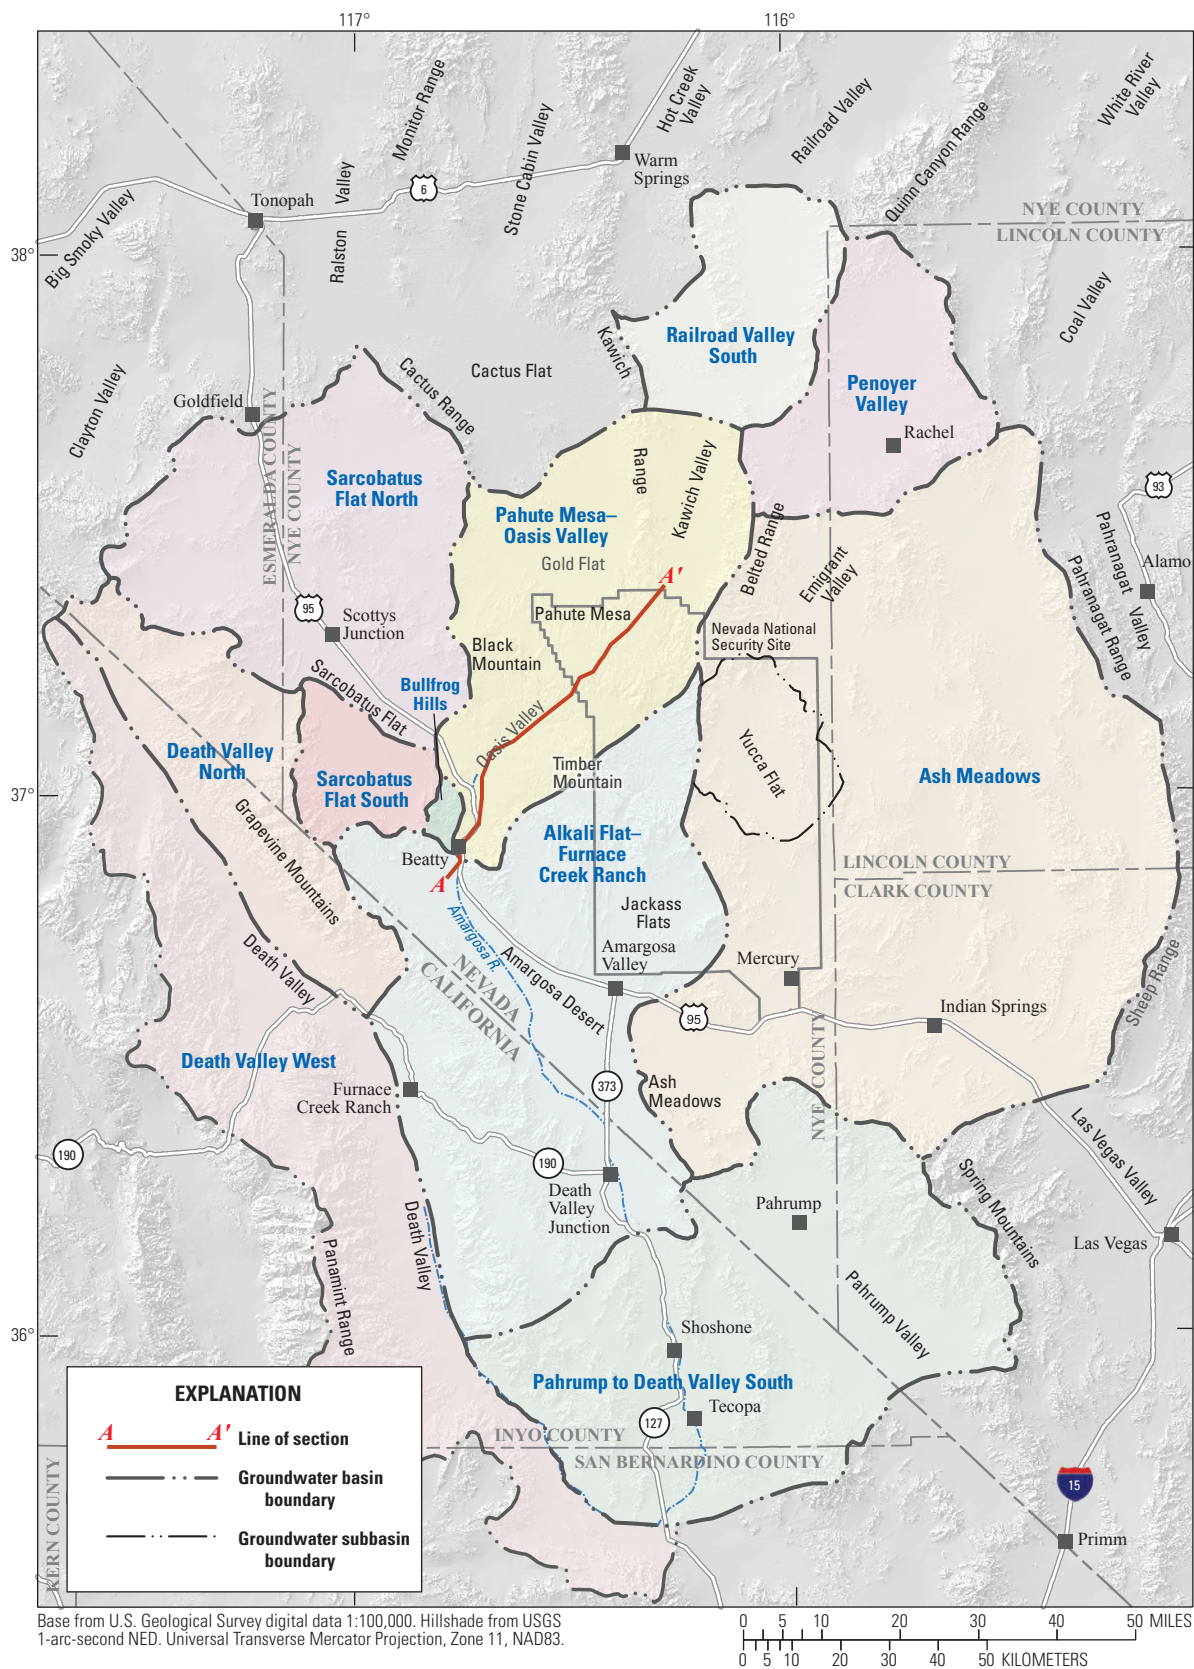 117°
116°
Monitor Range
Hot Creek
Valley
Railroad Valley
White River
Valley
Stone Cabin Valley
Quinn Canyon Range
Warm
Springs
6
Ralston Valley
Tonopah
Big Smoky Valley
NYE COUNTY
LINCOLN COUNTY
38°
Coal Valley
Kawich
Railroad Valley
South
Cactus Range
Cactus Flat
Clayton Valley
Penoyer
Valley
Goldfield
Rachel
ESMERALDA COUNTY
NYE COUNTY
Range
Kawich Valley
Sarcobatus
Flat North
93
Pahute Mesa–
Oasis Valley
Gold Flat
Belted Range
Pahranagat Valley
Alamo
Emigrant
Valley
Pahranagat Range
A'
95
Scottys
Junction
Pahute Mesa
Nevada National
Security Site
Black
Mountain
Sarcobatus Flat
Bullfrog
Hills
Oasis Valley
Yucca Flat
Death Valley
North
Timber
Mountain
Ash Meadows
Sarcobatus
Flat South
37°
Grapevine Mountains
Alkali Flat–
Furnace
Creek Ranch
Beatty
A
LINCOLN COUNTY
CLARK COUNTY
Jackass
Flats
Amargosa R.
Death Valley
Amargosa
Valley
Mercury
Sheep Range
NEVADA
CALIFORNIA
Amargosa Desert
95
Indian Springs
Death Valley West
NYE COUNTY
Furnace
Creek Ranch
373
Ash
Meadows
Las Vegas Valley
190
190
Spring Mountains
Death
Valley
Junction
Pahrump
Death Valley
Las Vegas
Panamint Range
Pahrump Valley
36°
Shoshone
Pahrump to Death Valley South
Tecopa
127
INYO COUNTY
SAN BERNARDINO COUNTY
15
Primm
KERN COUNTY
EXPLANATION
A A' Line of section
Groundwater basin
boundary
Groundwater subbasin
boundary
Base from U.S. Geological Survey digital data 1:100,000. Hillshade from USGS
1-arc-second NED. Universal Transverse Mercator Projection, Zone 11, NAD83.
0 5 10 20 30 40 50 MILES
0 5 10 20 30 40 50 KILOMETERS